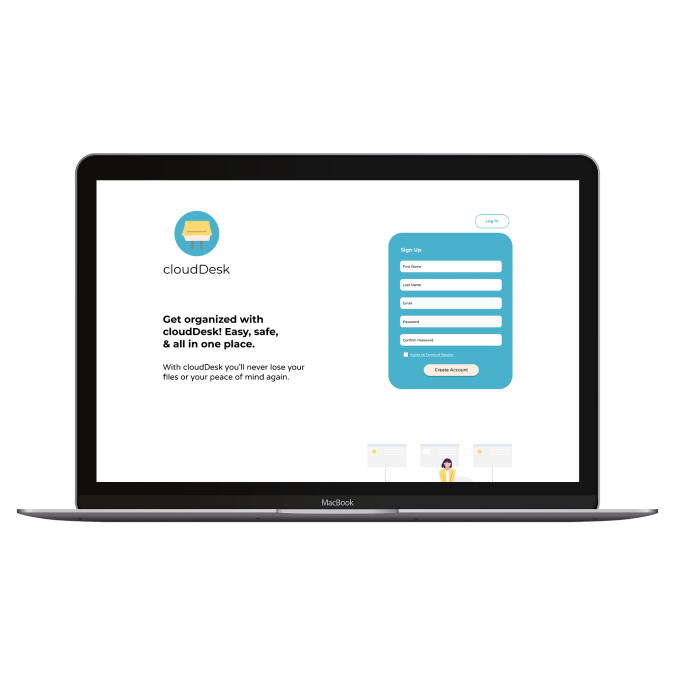 cloudDesk
Get organized with
cloudDesk! Easy, safe,
& all in one place.
With cloudDesk you'll never lose your
files or your peace of mind again.
Log In
Sign Up
First Name
Last Name
Email
Password
Confirm Password
I agree to Terms of Service
Create Account
MacBook